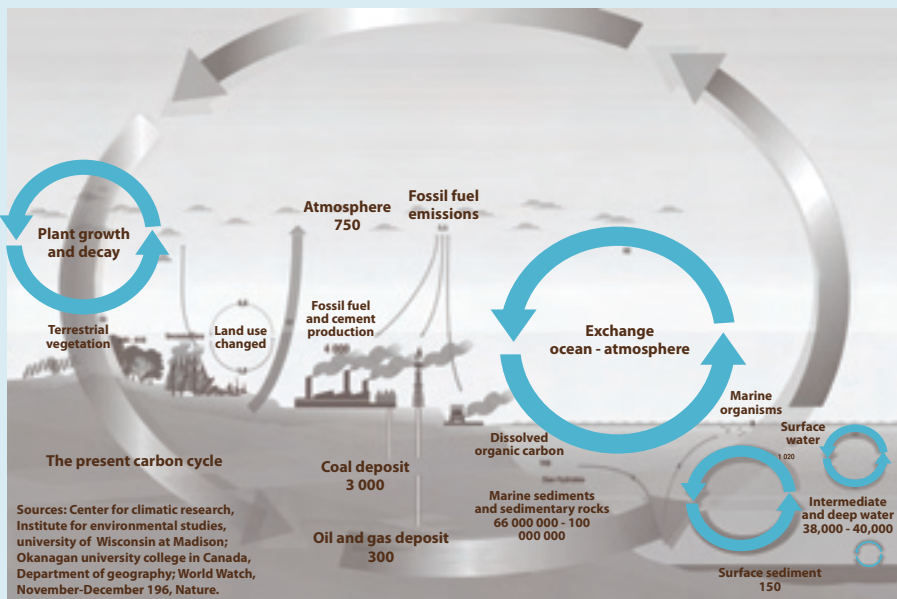 Atmosphere
750
Fossil fuel
emissions
Plant growth
and decay
Terrestrial
vegetation
Land use
changed
Fossil fuel
and cement
production
4 000
Exchange
ocean - atmosphere
Marine
organisms
Surface
water
1 020
Dissolved
organic carbon
The present carbon cycle
Coal deposit
3 000
Marine sediments
and sedimentary rocks
66 000 000 - 100
000 000
Intermediate
and deep water
38,000 - 40,000
Oil and gas deposit
300
Surface sediment
150
Sources: Center for climatic research,
Institute for environmental studies,
university of Wisconsin at Madison;
Okanagan university college in Canada,
Department of geography; World Watch,
November-December 196, Nature.